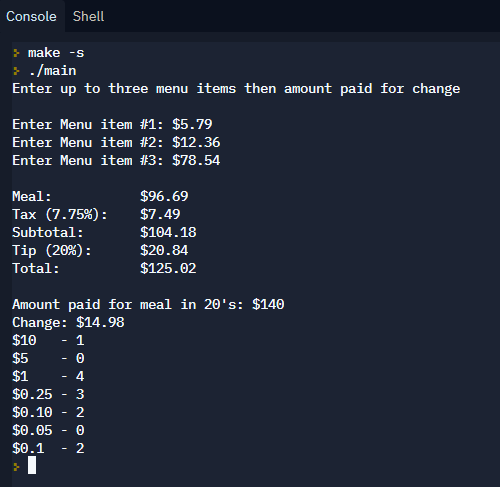 Console Shell
make -s
./main
Enter up to three menu items then amount paid for change
Enter Menu item #1: $5.79
Enter Menu item #2: $12.36
Enter Menu item #3: $78.54
Meal: $96.69
Tax (7.75%): $7.49
Subtotal: $104.18
Tip (20%): $20.84
Total: $125.02
Amount paid for meal in 20's: $140
Change: $14.98
$10 - 1
$5 - 0
$1 - 4
$0.25 - 3
$0.10 - 2
$0.05 - 0
$0.1 - 2